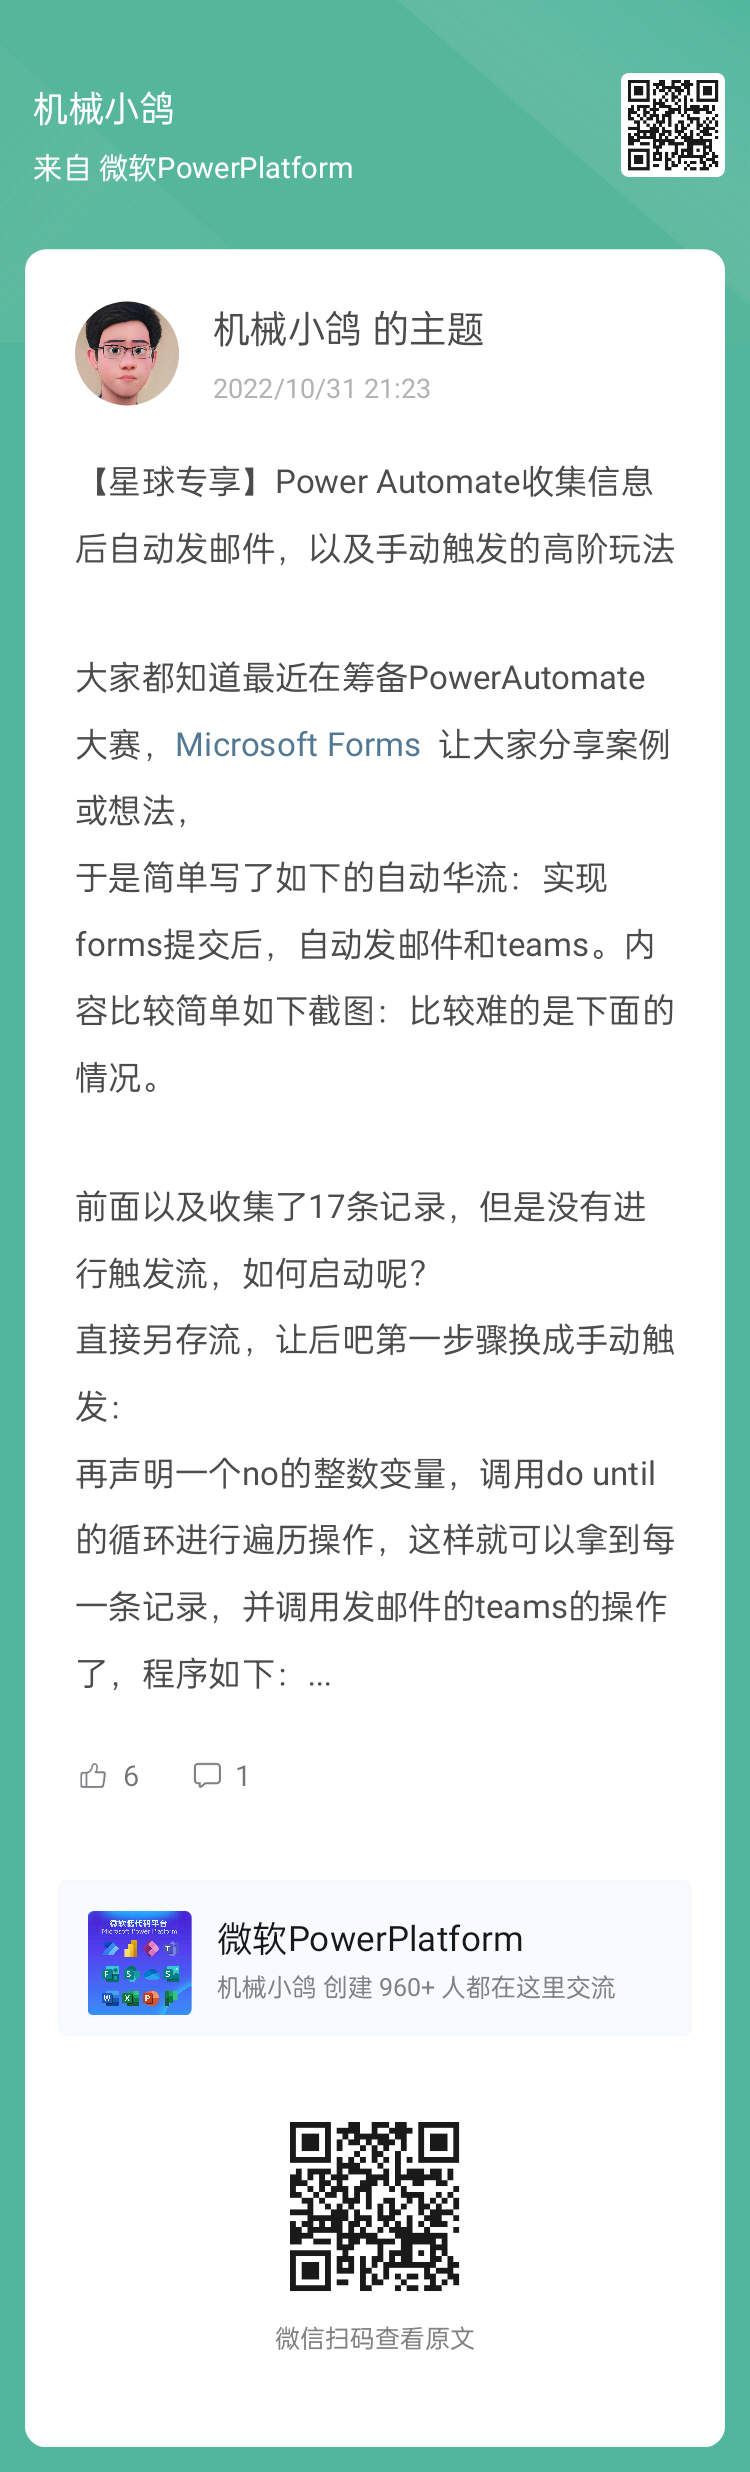 机械小鸽
来自 微软PowerPlatform
机械小鸽 的主题
2022/10/31 21:23
【星球专享】Power Automate收集信息
后自动发邮件，以及手动触发的高阶玩法
大家都知道最近在筹备PowerAutomate
大赛，Microsoft Forms 让大家分享案例
或想法，
于是简单写了如下的自动华流：实现
forms提交后，自动发邮件和teams。内
容比较简单如下截图：比较难的是下面的
情况。
前面以及收集了17条记录，但是没有进
行触发流，如何启动呢？
直接另存流，让后吧第一步骤换成手动触
发：
再声明一个no的整数变量，调用do until
的循环进行遍历操作，这样就可以拿到每
一条记录，并调用发邮件的teams的操作
了，程序如下：...
6 1
微软低代码平台
Microsoft Power Platform
微软PowerPlatform
机械小鸽 创建 960+ 人都在这里交流
微信扫码查看原文